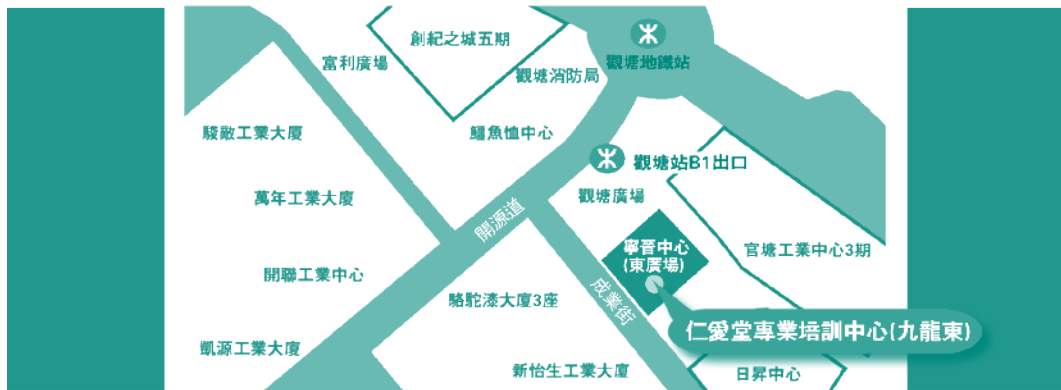 創紀之城五期
富利廣場
觀塘地鐵站
觀塘消防局
駿敵工業大厦
鱷魚恤中心
觀塘站B1出口
萬年工業大廈
觀塘廣場
開源道
寧晋中心
(東廣場)
官塘工業中心3期
開聯工業中心
成業街
駱駝漆大廈3座
仁愛堂專業培訓中心(九龍東)
凱源工業大廈
新怡生工業大廈
日昇中心